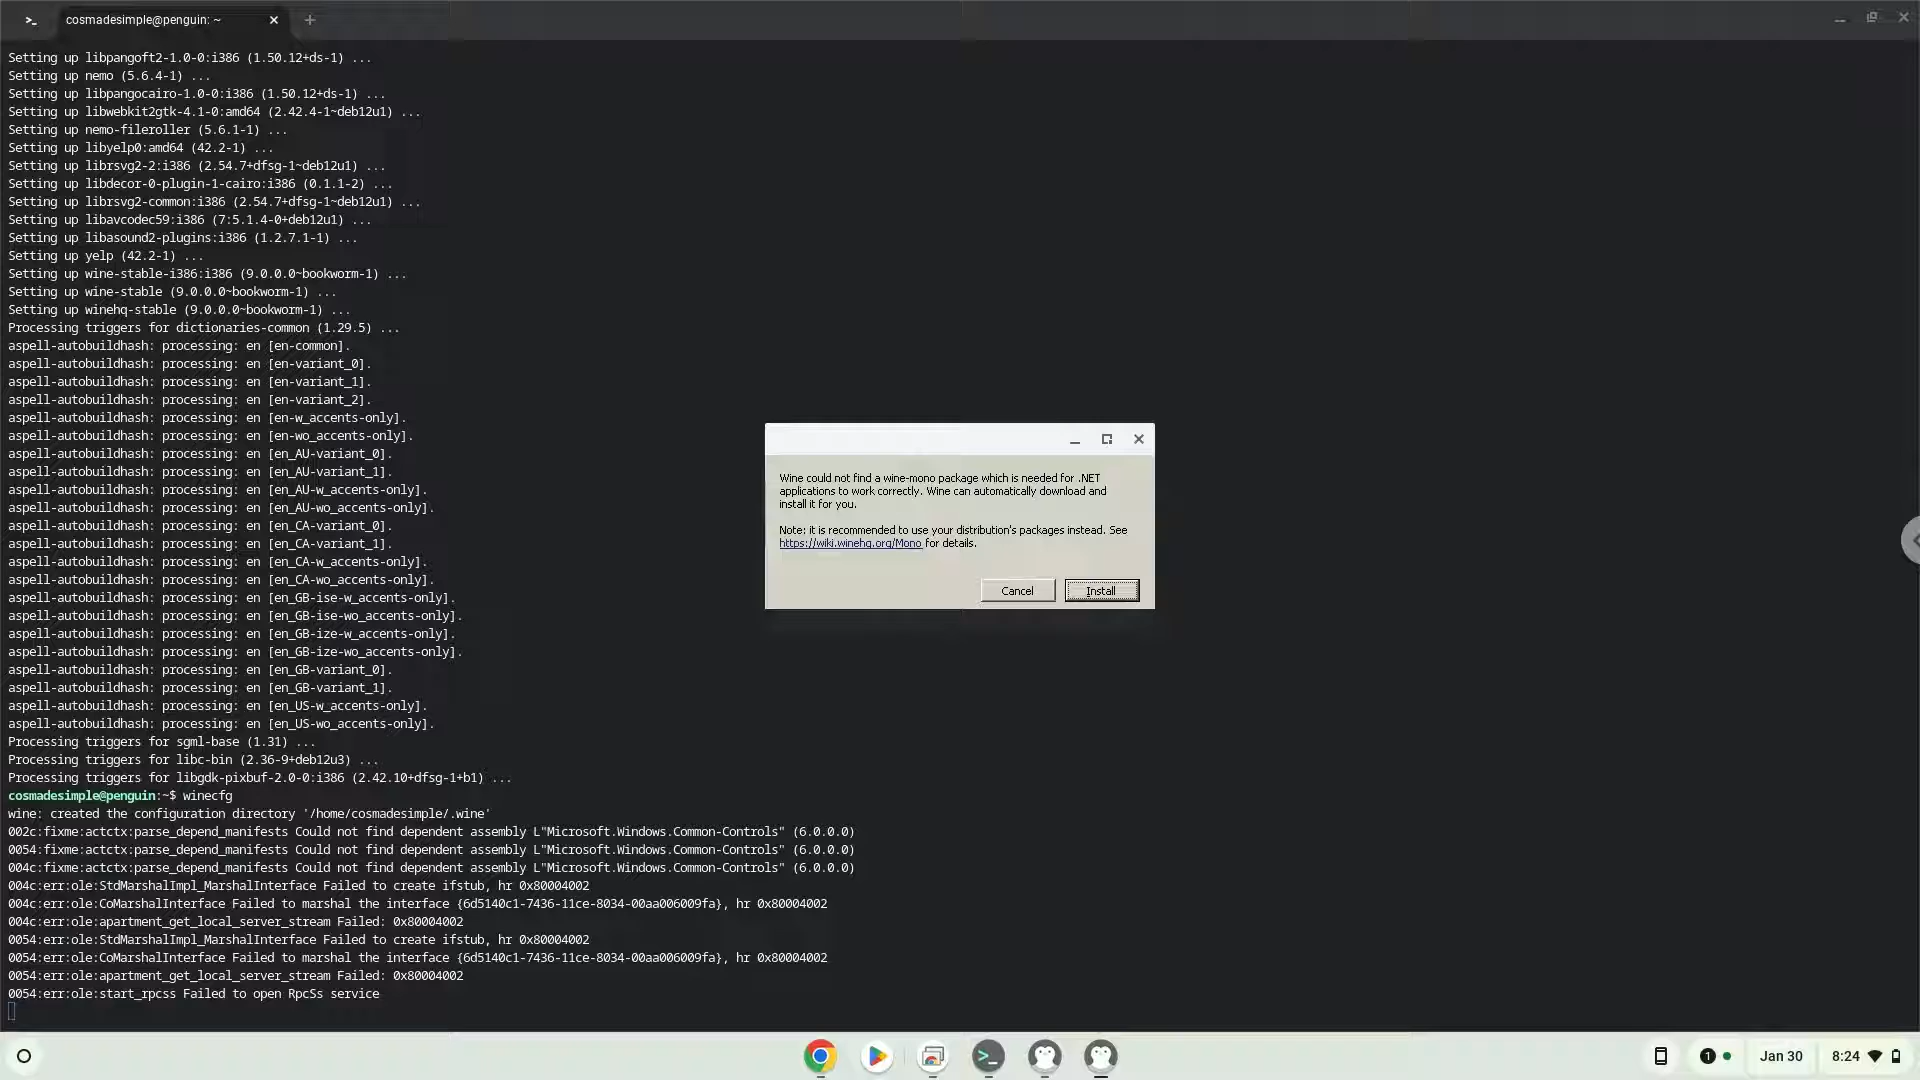 cosmadesimple@penguin: ~
Setting up libpangoft2-1.0-0:i386 (1.50.12+ds-1) ...
Setting up nemo (5.6.4-1) ...
Setting up libpangocairo-1.0-0:i386 (1.50.12+ds-1) ...
Setting up libwebkit2gtk-4.1-0:amd64 (2.42.4-1~deb12u1) ...
Setting up nemo-fileroller (5.6.1-1) ...
Setting up libyelp0:amd64 (42.2-1) ...
Setting up librsvg2-2:i386 (2.54.7+dfsg-1~deb12u1) ...
Setting up libdecor-0-plugin-1-cairo:i386 (0.1.1-2) ...
Setting up librsvg2-common:i386 (2.54.7+dfsg-1~deb12u1) ...
Setting up libavcodec59:i386 (7:5.1.4-0+deb12u1) ...
Setting up libasound2-plugins:i386 (1.2.7.1-1) ...
Setting up yelp (42.2-1) ...
Setting up wine-stable-i386:i386 (9.0.0.0~bookworm-1) ...
Setting up wine-stable (9.0.0.0~bookworm-1) ...
Setting up winehq-stable (9.0.0.0~bookworm-1) ...
Processing triggers for dictionaries-common (1.29.5) ...
aspell-autobuildhash: processing: en [en-common].
aspell-autobuildhash: processing: en [en-variant_0].
aspell-autobuildhash: processing: en [en-variant_1].
aspell-autobuildhash: processing: en [en-variant_2].
aspell-autobuildhash: processing: en [en-w_accents-only].
aspell-autobuildhash: processing: en [en-wo_accents-only].
aspell-autobuildhash: processing: en [en_AU-variant_0].
aspell-autobuildhash: processing: en [en_AU-variant_1].
aspell-autobuildhash: processing: en [en_AU-w_accents-only].
aspell-autobuildhash: processing: en [en_AU-wo_accents-only].
aspell-autobuildhash: processing: en [en_CA-variant_0].
aspell-autobuildhash: processing: en [en_CA-variant_1].
aspell-autobuildhash: processing: en [en_CA-w_accents-only].
aspell-autobuildhash: processing: en [en_CA-wo_accents-only].
aspell-autobuildhash: processing: en [en_GB-ise-w_accents-only].
aspell-autobuildhash: processing: en [en_GB-ise-wo_accents-only].
aspell-autobuildhash: processing: en [en_GB-ize-w_accents-only].
aspell-autobuildhash: processing: en [en_GB-ize-wo_accents-only].
aspell-autobuildhash: processing: en [en_GB-variant_0].
aspell-autobuildhash: processing: en [en_GB-variant_1].
aspell-autobuildhash: processing: en [en_US-w_accents-only].
aspell-autobuildhash: processing: en [en_US-wo_accents-only].
Processing triggers for sgml-base (1.31) ...
Processing triggers for libc-bin (2.36-9+deb12u3) ...
Processing triggers for libgdk-pixbuf-2.0-0:i386 (2.42.10+dfsg-1+b1) ...
cosmadesimple@penguin:~$ winecfg
wine: created the configuration directory '/home/cosmadesimple/.wine'
002c:fixme:actctx:parse_depend_manifests Could not find dependent assembly L"Microsoft.Windows.Common-Controls" (6.0.0.0)
0054:fixme:actctx:parse_depend_manifests Could not find dependent assembly L"Microsoft.Windows.Common-Controls" (6.0.0.0)
004c:fixme:actctx:parse_depend_manifests Could not find dependent assembly L"Microsoft.Windows.Common-Controls" (6.0.0.0)
004c:err:ole:StdMarshalImpl_MarshalInterface Failed to create ifstub, hr 0x80004002
004c:err:ole:CoMarshalInterface Failed to marshal the interface {6d5140c1-7436-11ce-8034-00aa006009fa}, hr 0x80004002
004c:err:ole:apartment_get_local_server_stream Failed: 0x80004002
0054:err:ole:StdMarshalImpl_MarshalInterface Failed to create ifstub, hr 0x80004002
0054:err:ole:CoMarshalInterface Failed to marshal the interface {6d5140c1-7436-11ce-8034-00aa006009fa}, hr 0x80004002
0054:err:ole:apartment_get_local_server_stream Failed: 0x80004002
0054:err:ole:start_rpcss Failed to open RpcSs service
Wine could not find a wine-mono package which is needed for .NET
applications to work correctly. Wine can automatically download and
install it for you.
Note: it is recommended to use your distribution's packages instead. See
https://wiki.winehq.org/Mono for details.
Cancel
Install
1
Jan 30
8:24